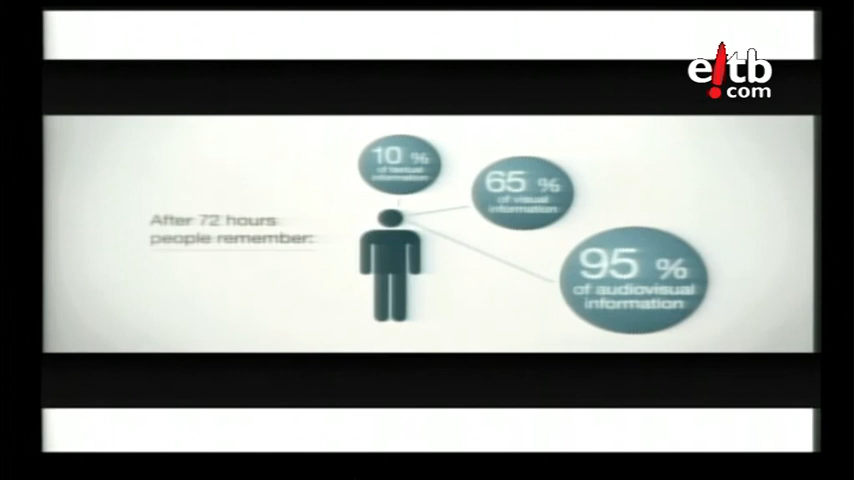 eitb
.com
10 %
of textual
information
65 %
of visual
information
After 72 hours
people remember:
95 %
of audiovisual
information